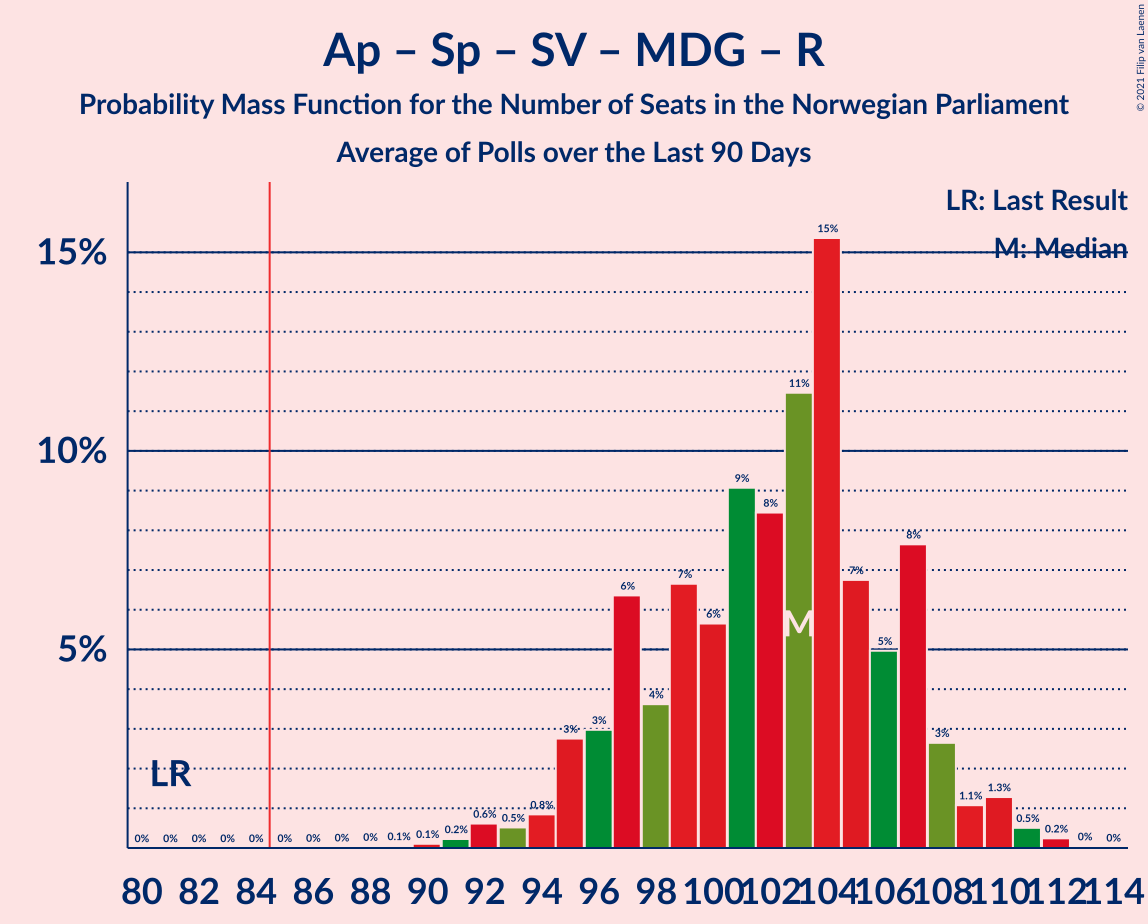 Ap – Sp – SV – MDG – R
Probability Mass Function for the Number of Seats in the Norwegian Parliament
Average of Polls over the Last 90 Days
© 2021 Filip van Laenen
LR: Last Result
M: Median
15%
10%
5%
LR
M
0% 0% 0% 0% 0% 0% 0% 0% 0% 0.1% 0.1% 0.2% 0.6% 0.5% 0.8% 3% 3% 6% 4% 7% 6% 9% 8% 11% 15% 7% 5% 8% 3% 1.1% 1.3% 0.5% 0.2% 0% 0%
80 82 84 86 88 90 92 94 96 98 100 102 104 106 108 110 112 114